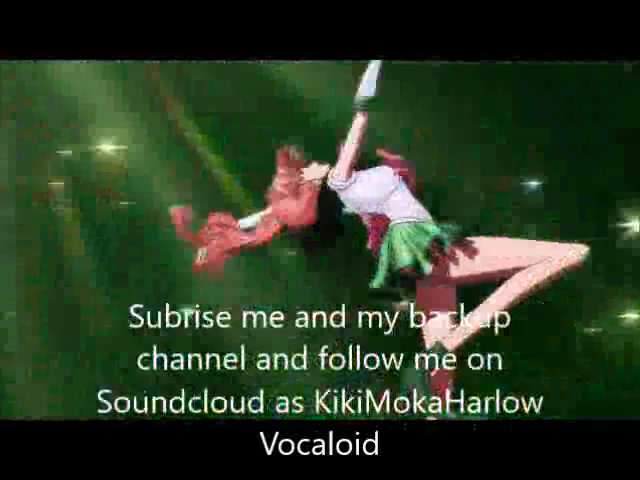 Subrise me and my backup
channel and follow me on
Soundcloud as KikiMokaHarlow
Vocaloid